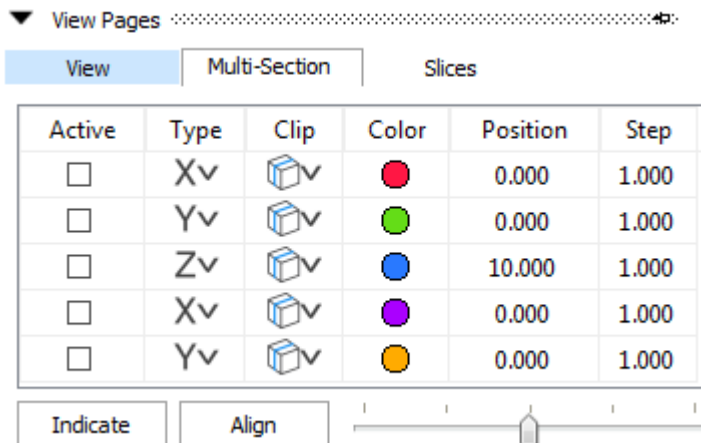 View Pages
View Multi-Section Slices
Active Type Clip Color Position Step
X 0.000 1.000
Y 0.000 1.000
Z 10.000 1.000
X 0.000 1.000
Y 0.000 1.000
Indicate Align